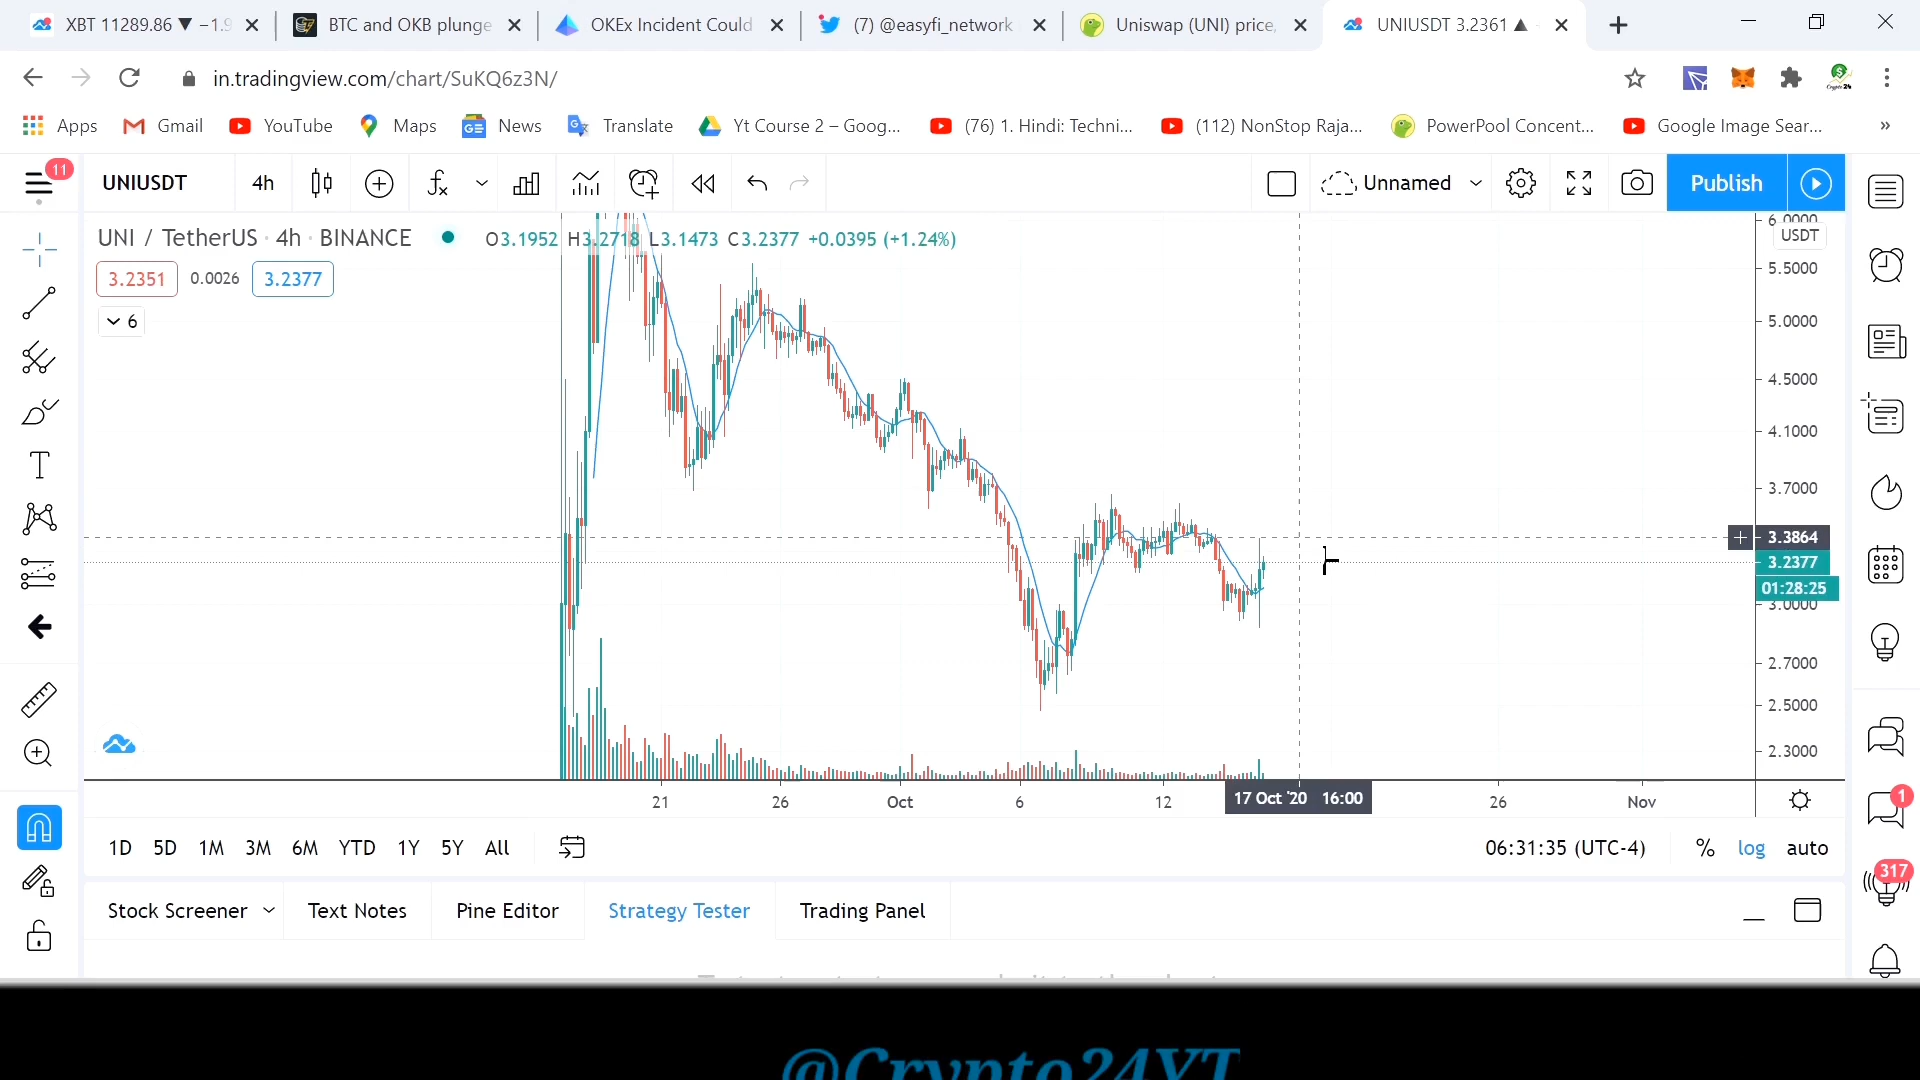 XBT 11289.86 ▼ −1.9
BTC and OKB plunge
OKEx Incident Could
(7) @easyfi_network
Uniswap (UNI) price,
UNIUSDT 3.2361 ▲
in.tradingview.com/chart/SuKQ6z3N/
Apps
Gmail
YouTube
Maps
News
Translate
Yt Course 2 – Goog...
(76) 1. Hindi: Techni...
(112) NonStop Raja...
PowerPool Concent...
Google Image Sear...
»
11
UNIUSDT
4h
Unnamed
Publish
UNI / TetherUS · 4h · BINANCE
O3.1952 H3.2718 L3.1473 C3.2377 +0.0395 (+1.24%)
3.2351
0.0026
3.2377
6
6.0000
USDT
5.5000
5.0000
4.5000
4.1000
3.7000
3.3864
3.2377
01:28:25
3.0000
2.7000
2.5000
2.3000
21
26
Oct
6
12
17 Oct '20 16:00
26
Nov
1D
5D
1M
3M
6M
YTD
1Y
5Y
All
06:31:35 (UTC-4)
%
log
auto
1
317
Stock Screener
Text Notes
Pine Editor
Strategy Tester
Trading Panel
@Crypto24YT